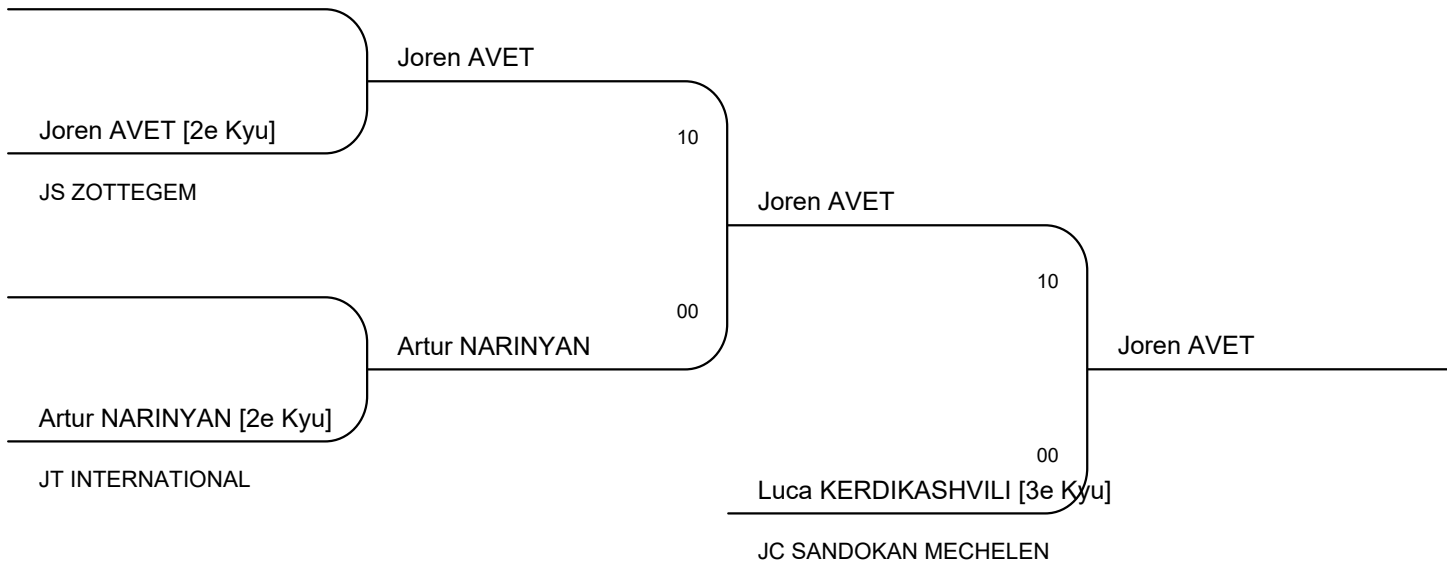 Joren AVET
Joren AVET [2e Kyu]
10
JS ZOTTEGEM
Joren AVET
10
00
Artur NARINYAN
Joren AVET
Artur NARINYAN [2e Kyu]
00
JT INTERNATIONAL
Luca KERDIKASHVILI [3e Kyu]
JC SANDOKAN MECHELEN